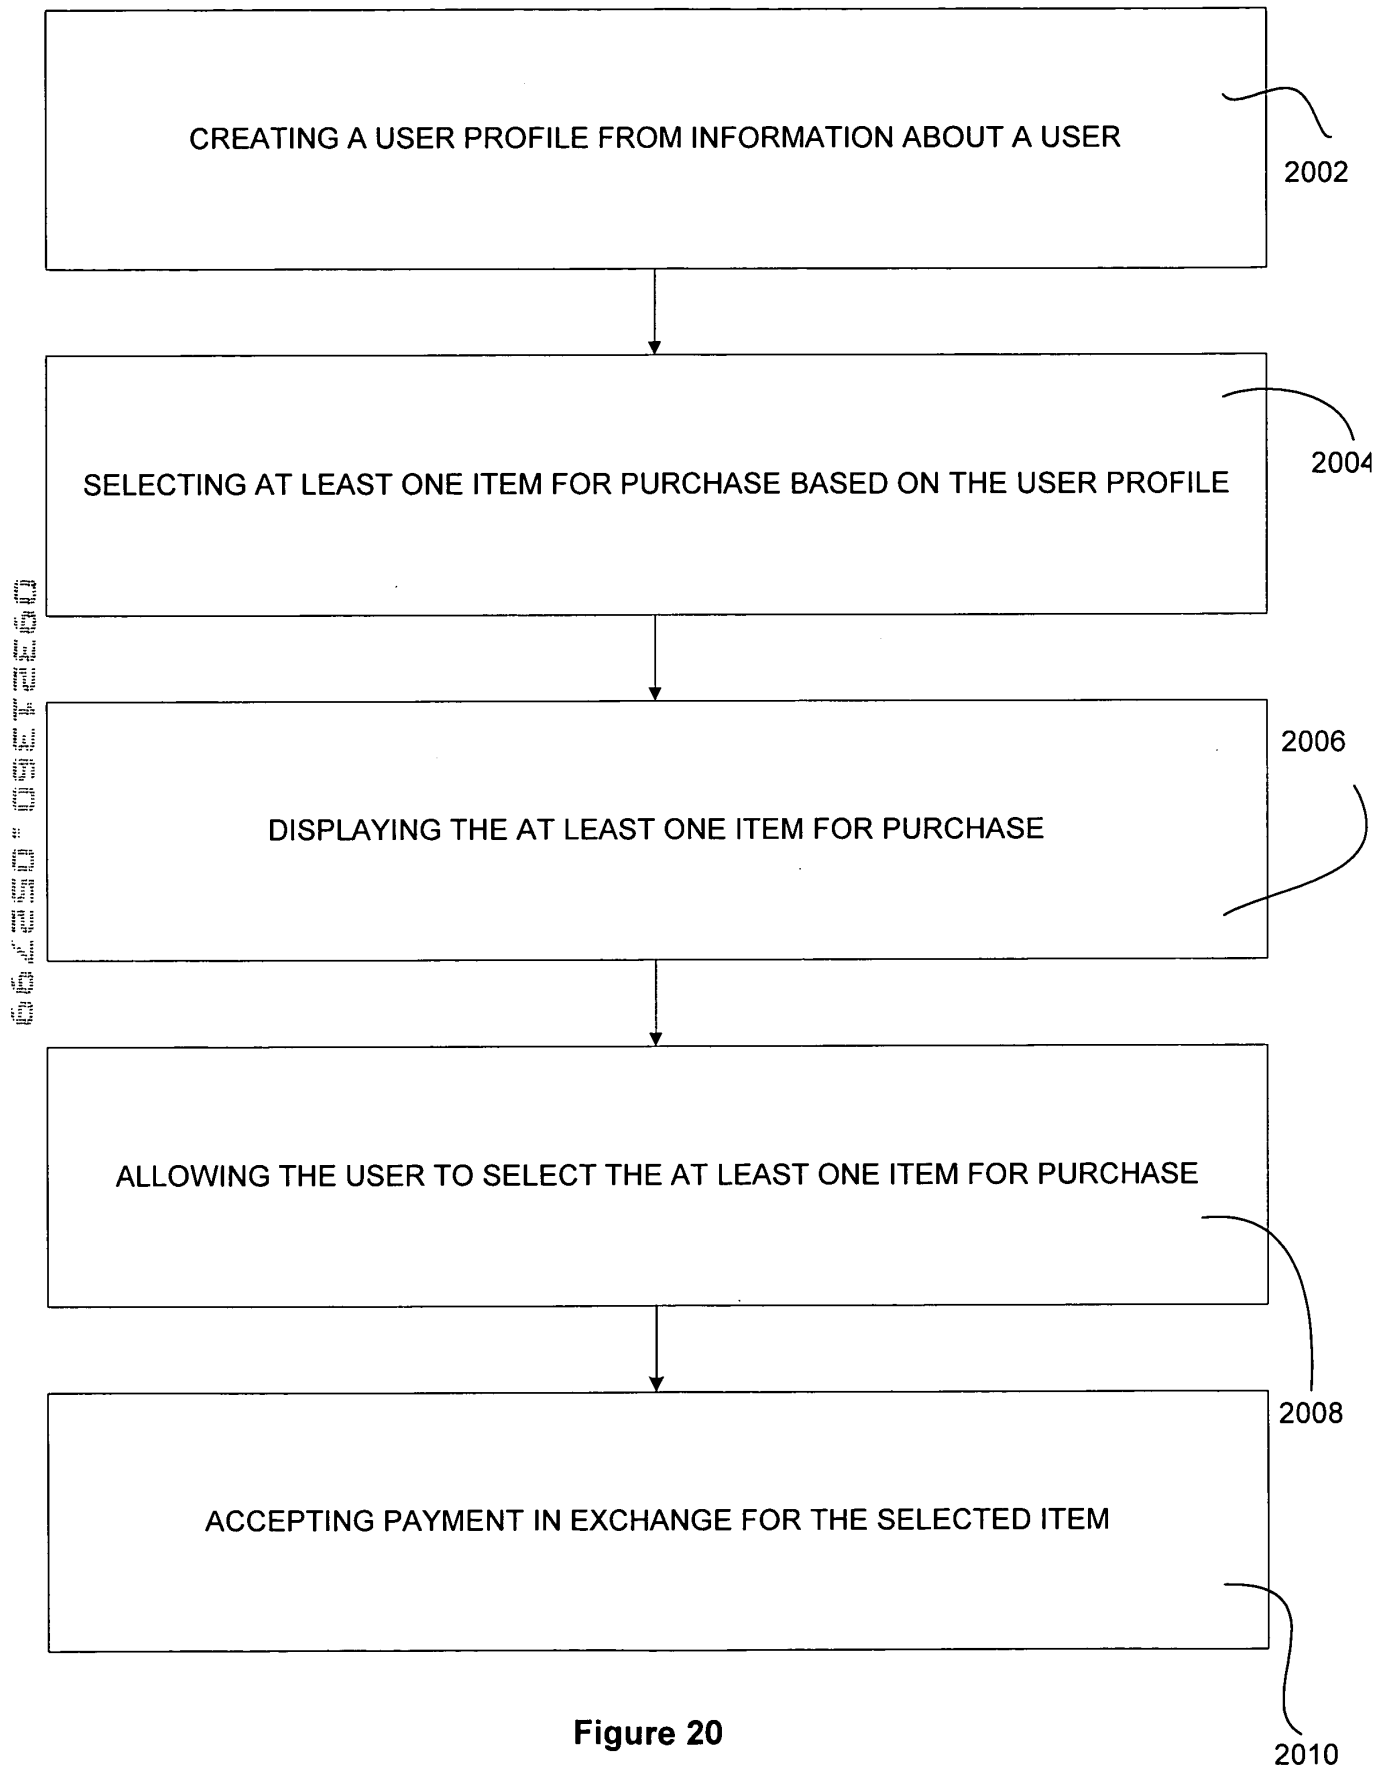 CREATING A USER PROFILE FROM INFORMATION ABOUT A USER
2002
SELECTING AT LEAST ONE ITEM FOR PURCHASE BASED ON THE USER PROFILE
2004
DISPLAYING THE AT LEAST ONE ITEM FOR PURCHASE
2006
ALLOWING THE USER TO SELECT THE AT LEAST ONE ITEM FOR PURCHASE
2008
ACCEPTING PAYMENT IN EXCHANGE FOR THE SELECTED ITEM
2010
Figure 20
09321360.052799